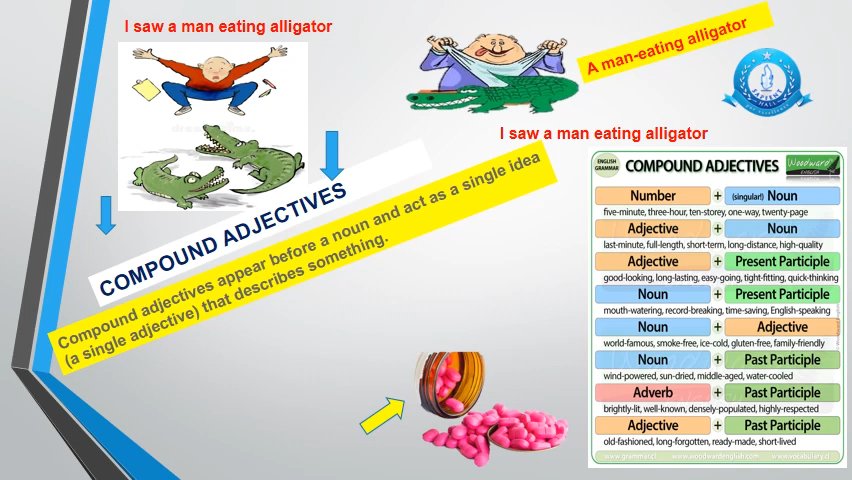 I saw a man eating alligator
A man-eating alligator
SAPIENT
HALL
I saw a man eating alligator
COMPOUND ADJECTIVES
Compound adjectives appear before a noun and act as a single idea
(a single adjective) that describes something.
ENGLISH
GRAMMAR
COMPOUND ADJECTIVES
Woodward
ENGLISH
Number + (singular!) Noun
five-minute, three-hour, ten-storey, one-way, twenty-page
Adjective + Noun
last-minute, full-length, short-term, long-distance, high-quality
Adjective + Present Participle
good-looking, long-lasting, easy-going, tight-fitting, quick-thinking
Noun + Present Participle
mouth-watering, record-breaking, time-saving, English-speaking
Noun + Adjective
world-famous, smoke-free, ice-cold, gluten-free, family-friendly
Noun + Past Participle
wind-powered, sun-dried, middle-aged, water-cooled
Adverb + Past Participle
brightly-lit, well-known, densely-populated, highly-respected
Adjective + Past Participle
old-fashioned, long-forgotten, ready-made, short-lived
www.grammar.cl www.woodwardenglish.com www.vocabulary.cl